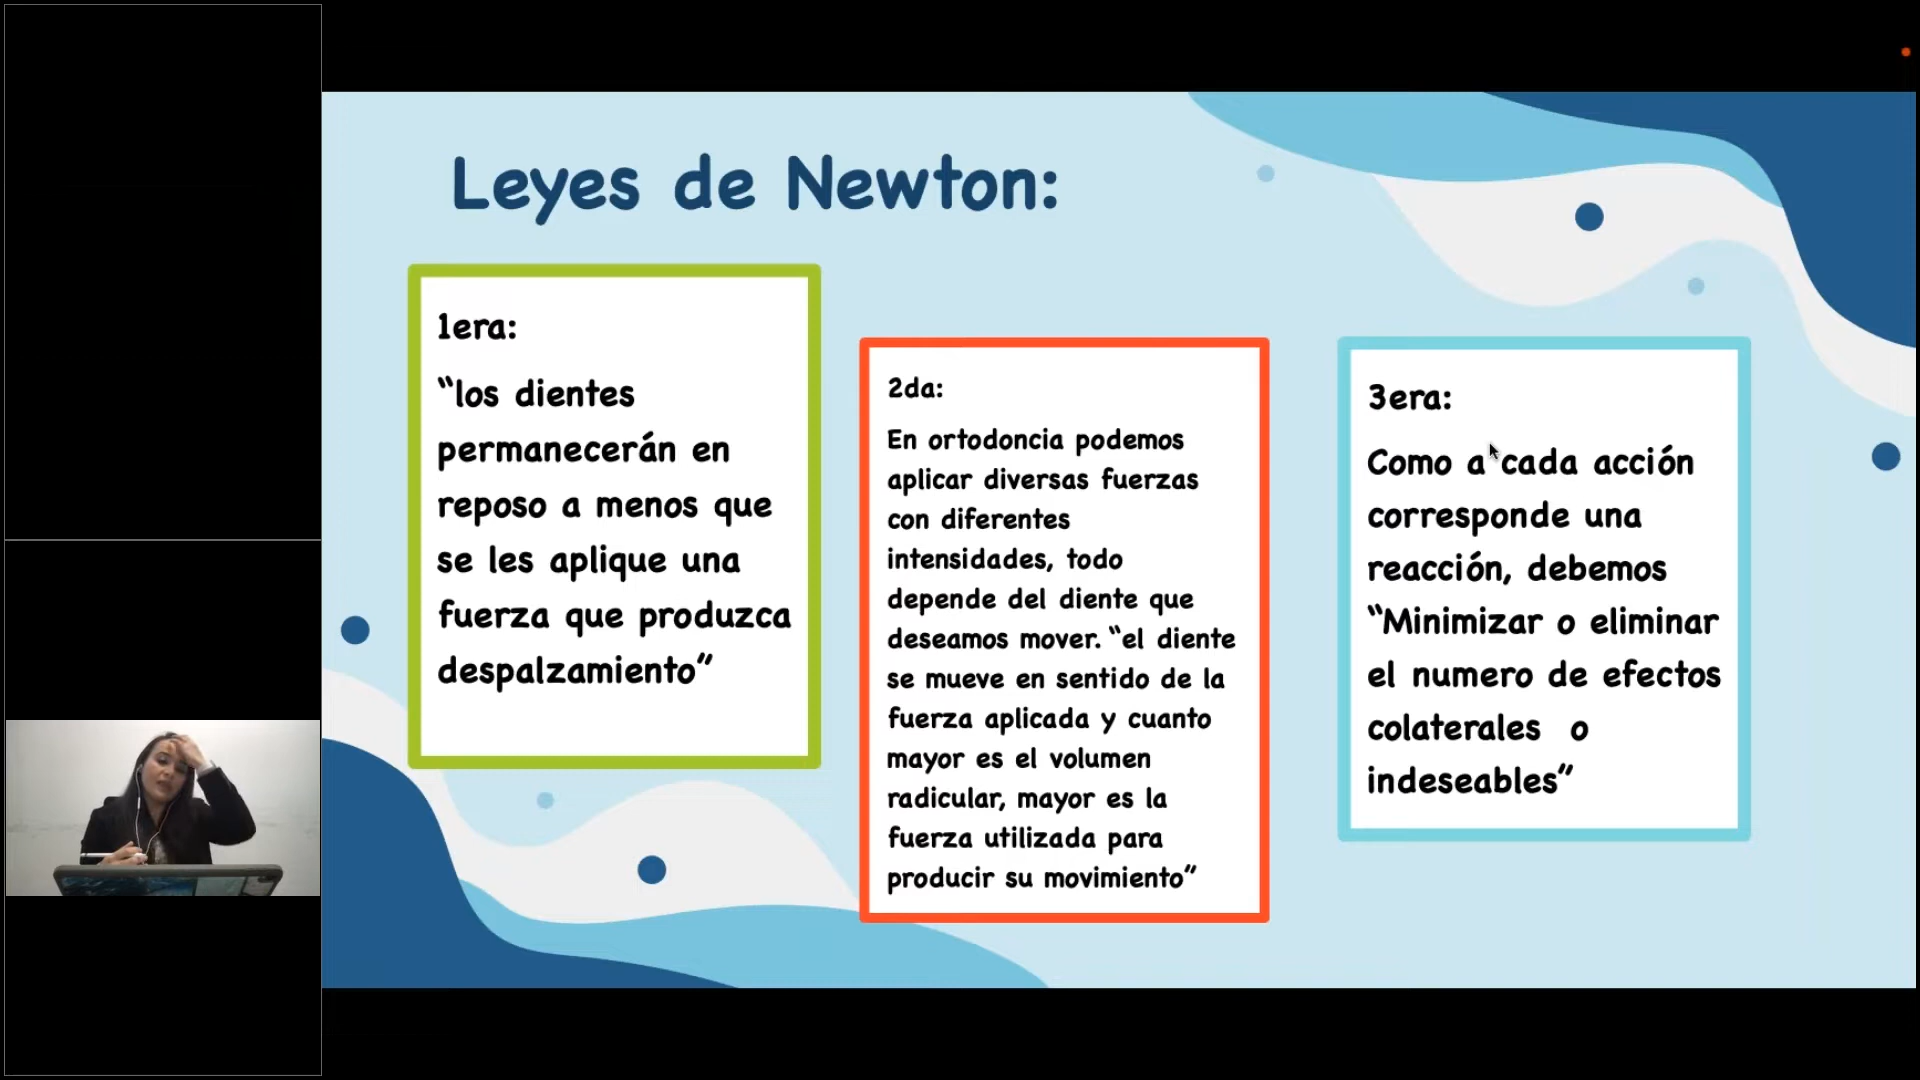 Leyes de Newton:
1era:
“los dientes
permanecerán en
reposo a menos que
se les aplique una
fuerza que produzca
despalzamiento”
2da:
En ortodoncia podemos
aplicar diversas fuerzas
con diferentes
intensidades, todo
depende del diente que
deseamos mover. “el diente
se mueve en sentido de la
fuerza aplicada y cuanto
mayor es el volumen
radicular, mayor es la
fuerza utilizada para
producir su movimiento”
3era:
Como a cada acción
corresponde una
reacción, debemos
“Minimizar o eliminar
el numero de efectos
colaterales o
indeseables”